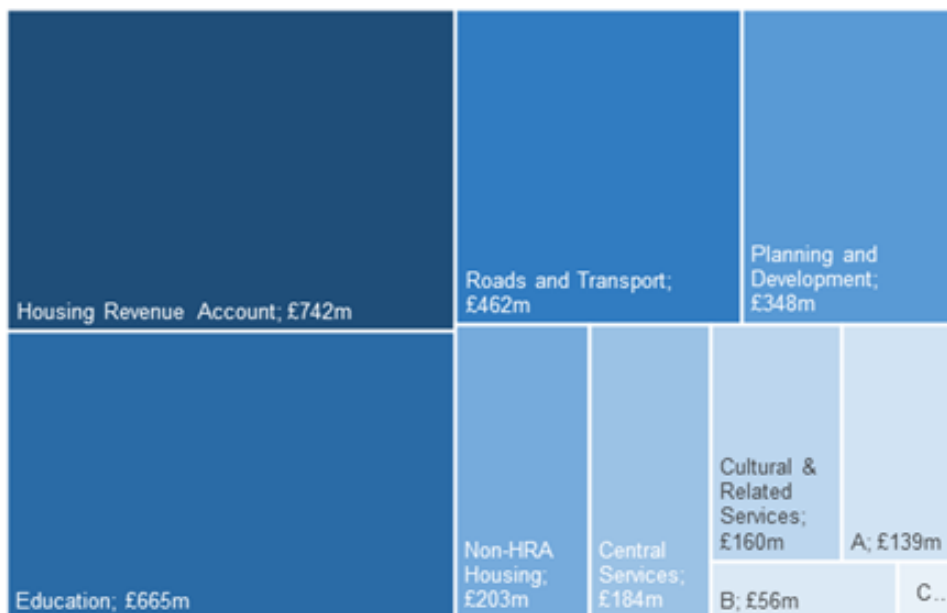 Housing Revenue Account; £742m
Roads and Transport;
£462m
Planning and
Development;
£348m
Education; £665m
Non-HRA
Housing;
£203m
Central
Services;
£184m
Cultural &
Related
Services;
£160m
A; £139m
B; £56m
C...